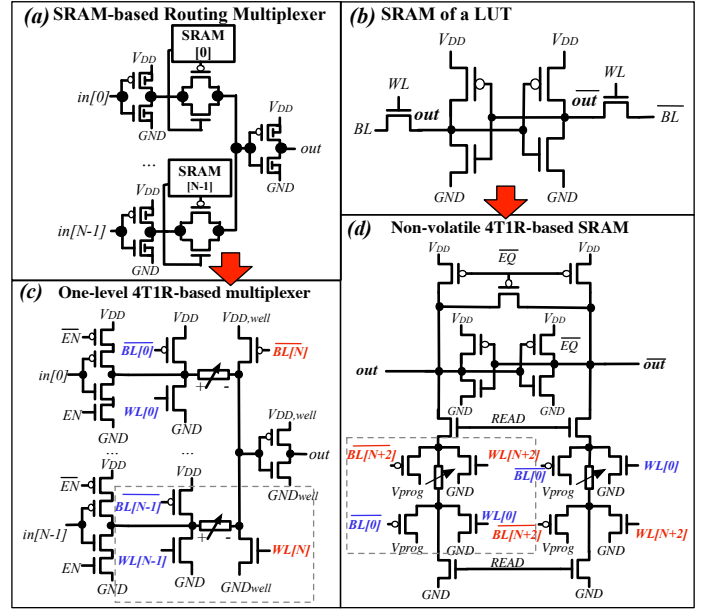 (a) SRAM-based Routing Multiplexer
SRAM
[0]
VDD
VDD
in[0]
GND
out
...
VDD
SRAM
[N-1]
GND
in[N-1]
GND
(b) SRAM of a LUT
VDD
VDD
WL
WL
out
out
BL
BL
GND
GND
(c) One-level 4T1R-based multiplexer
VDD
VDD
VDD,well
EN
BL[0]
BL[N]
in[0]
+
-
EN
WL[0]
VDD,well
GND
GND
out
...
...
VDD
VDD
GNDwell
EN
BL[N-1]
+
-
in[N-1]
EN
WL[N-1]
WL[N]
GND
GND
GNDwell
(d) Non-volatile 4T1R-based SRAM
VDD
VDD
EQ
VDD
VDD
EQ
out
out
GND
GND
READ
BL[N+2]
WL[N+2]
BL[0]
WL[0]
Vprog
GND
Vprog
GND
BL[0]
WL[0]
BL[N+2]
WL[N+2]
Vprog
GND
Vprog
GND
READ
GND
GND